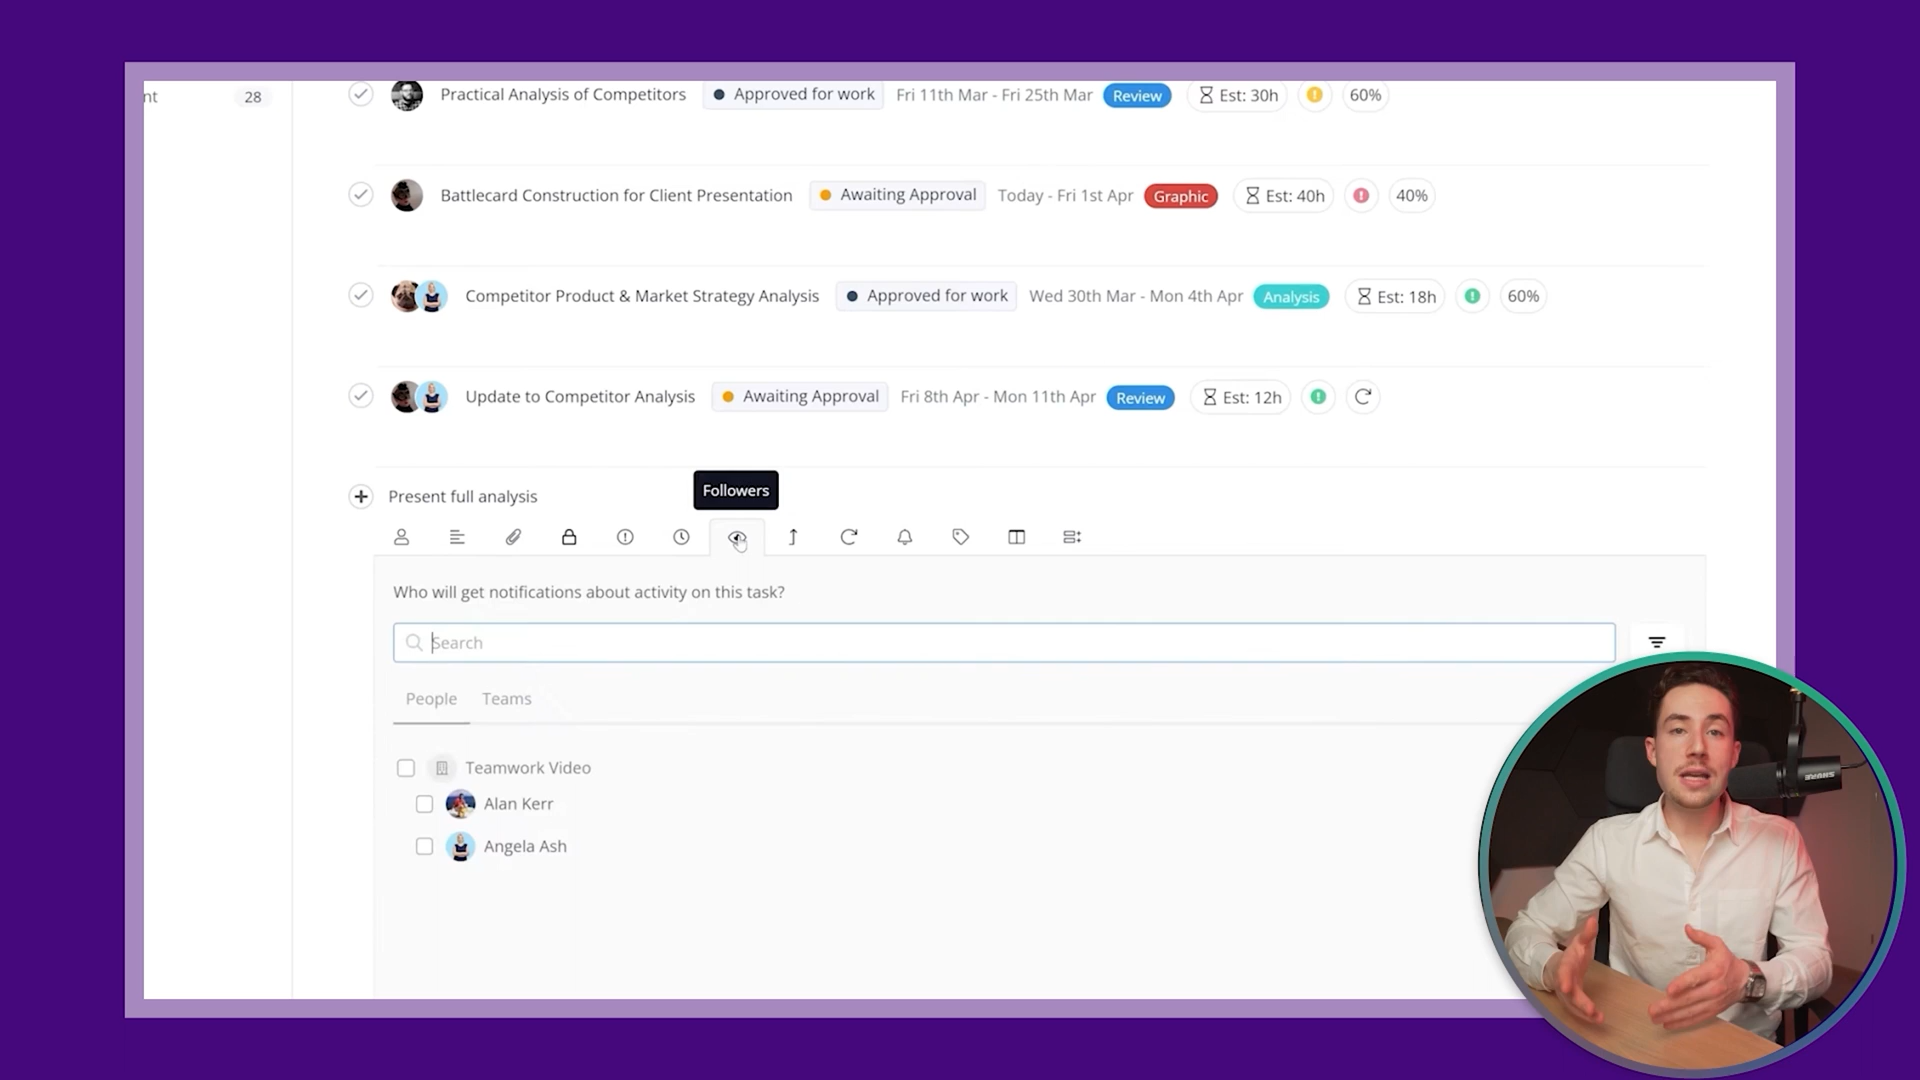 nt 28
Practical Analysis of Competitors Approved for work Fri 11th Mar - Fri 25th Mar Review Est: 30h 60%
Battlecard Construction for Client Presentation Awaiting Approval Today - Fri 1st Apr Graphic Est: 40h 40%
Competitor Product & Market Strategy Analysis Approved for work Wed 30th Mar - Mon 4th Apr Analysis Est: 18h 60%
Update to Competitor Analysis Awaiting Approval Fri 8th Apr - Mon 11th Apr Review Est: 12h
Followers
Present full analysis
Who will get notifications about activity on this task?
Search
People Teams
Teamwork Video
Alan Kerr
Angela Ash
SHURE